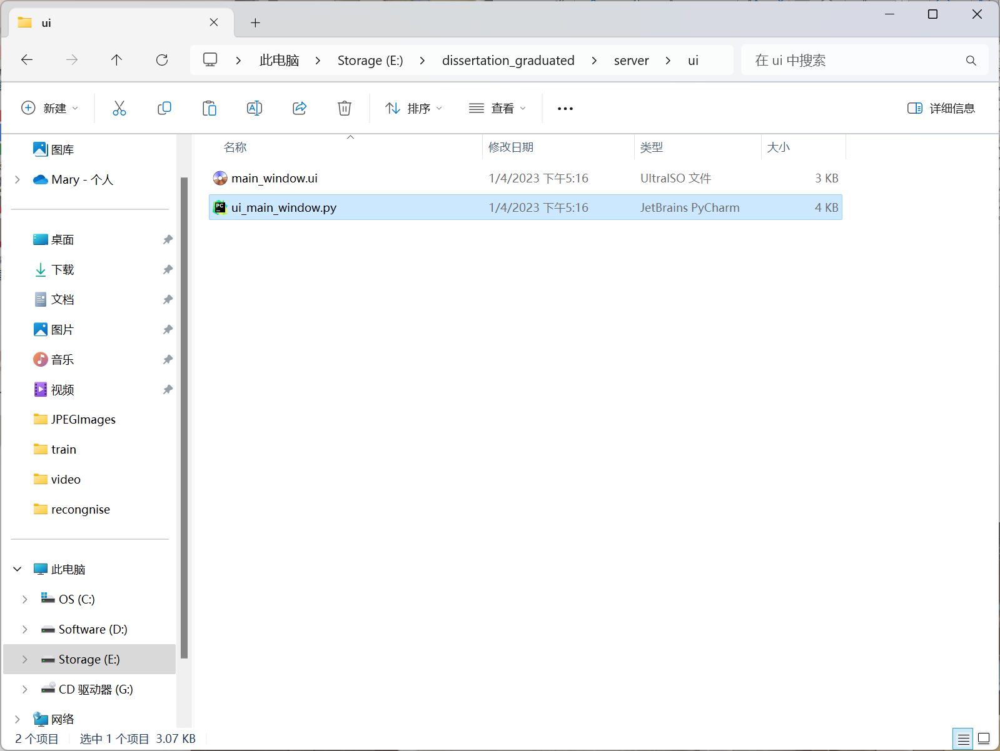 ui
此电脑 Storage (E:) dissertation_graduated server ui 在 ui 中搜索
新建 排序 查看 详细信息
名称 修改日期 类型 大小
main_window.ui 1/4/2023 下午5:16 UltraISO 文件 3 KB
ui_main_window.py 1/4/2023 下午5:16 JetBrains PyCharm 4 KB
图库
Mary - 个人
桌面
下载
文档
图片
音乐
视频
JPEGImages
train
video
recongnise
此电脑
OS (C:)
Software (D:)
Storage (E:)
CD 驱动器 (G:)
网络
2 个项目 选中 1 个项目 3.07 KB